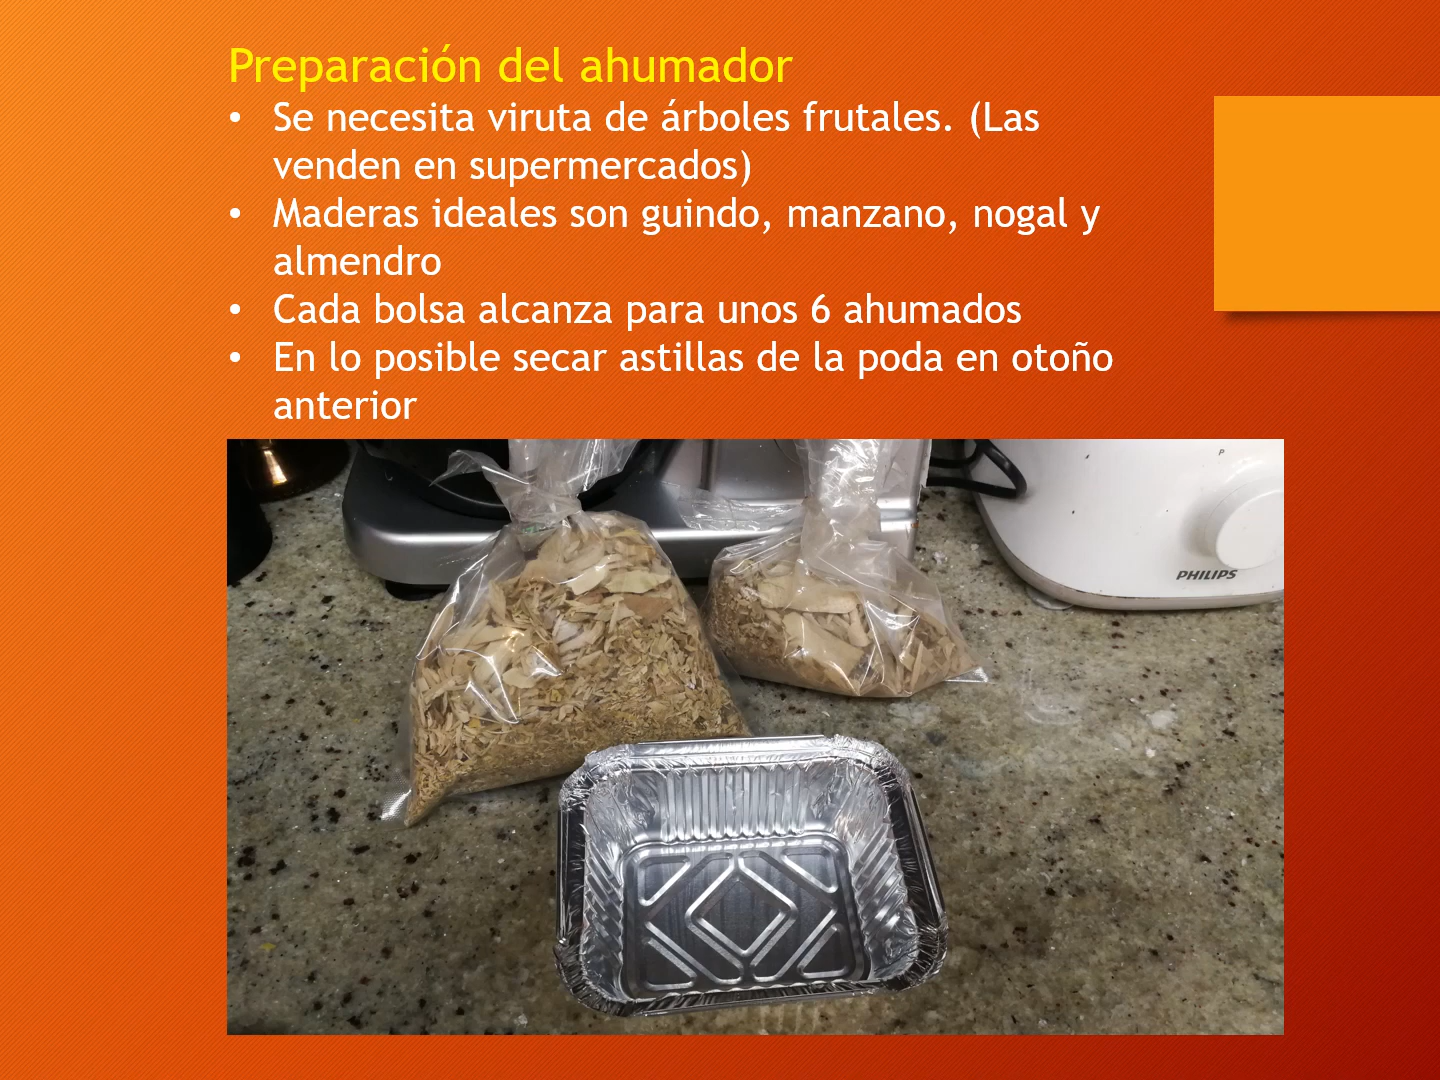 Preparación del ahumador
• Se necesita viruta de árboles frutales. (Las
venden en supermercados)
• Maderas ideales son guindo, manzano, nogal y
almendro
• Cada bolsa alcanza para unos 6 ahumados
• En lo posible secar astillas de la poda en otoño
anterior
P
PHILIPS